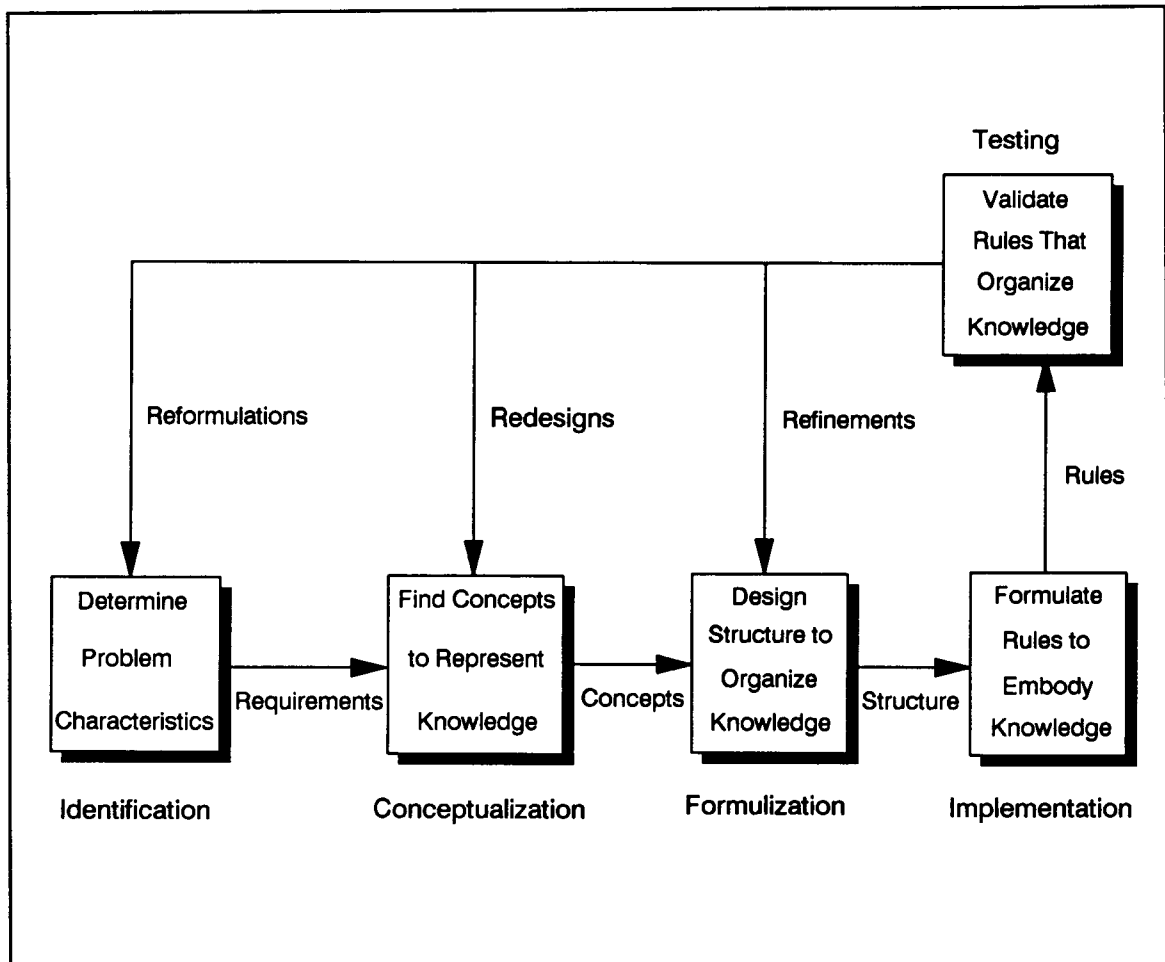 Testing
Validate
Rules That
Organize
Knowledge
Reformulations
Redesigns
Refinements
Rules
Determine
Problem
Characteristics
Requirements
Find Concepts
to Represent
Knowledge
Concepts
Design
Structure to
Organize
Knowledge
Structure
Formulate
Rules to
Embody
Knowledge
Identification
Conceptualization
Formulization
Implementation